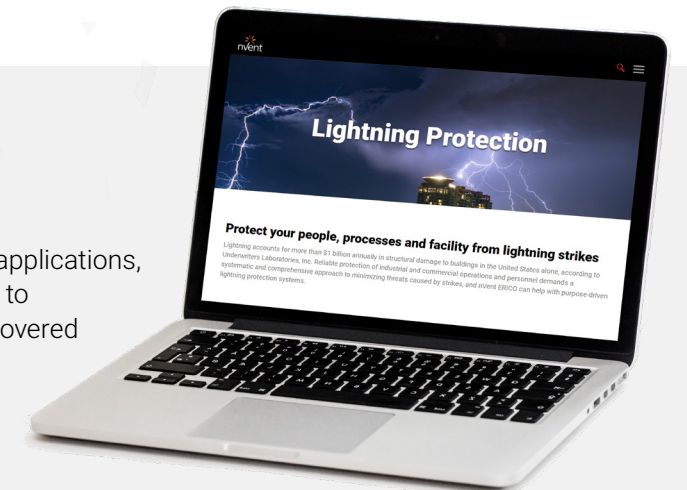 nvent
Lightning Protection
Protect your people, processes and facility from lightning strikes
Lightning accounts for more than $1 billion annually in structural damage to buildings in the United States alone, according to
Underwriters Laboratories, Inc. Reliable protection of industrial and commercial operations and personnel demands a
systematic and comprehensive approach to minimizing threats caused by strikes, and nVent ERICO can help with purpose-driven
lightning protection systems.
applications,
to
overed